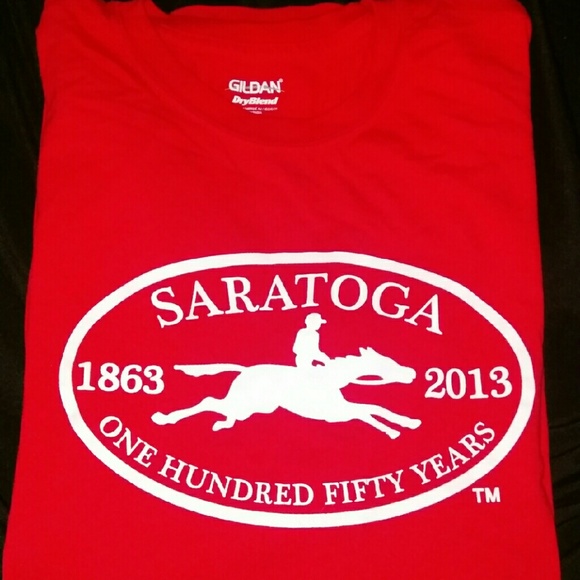 GILDAN®
DryBlend
SARATOGA
1863 2013
ONE HUNDRED FIFTY YEARS
TM